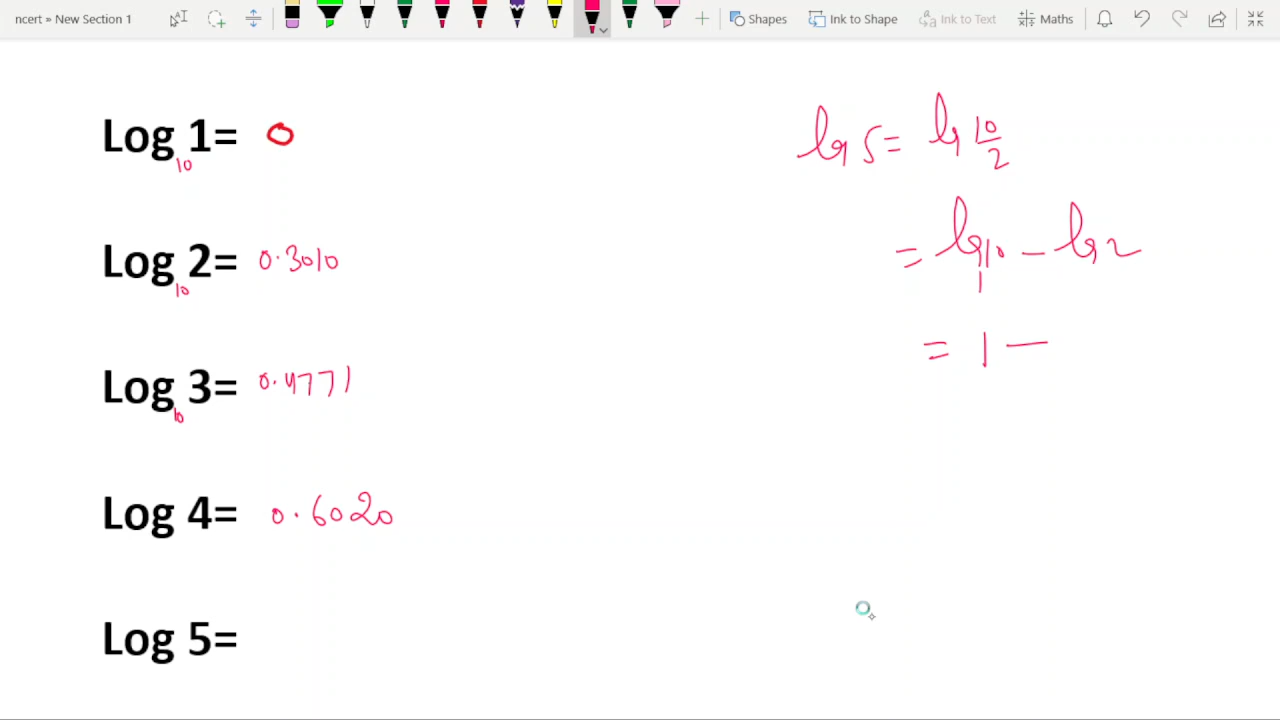 ncert » New Section 1
Shapes
Ink to Shape
Ink to Text
Maths
Log₁₀ 1= 0
Log₁₀ 2= 0.3010
Log₁₀ 3= 0.4771
Log 4= 0.6020
Log 5=
log 5 = log 10/2
= log 10 - log 2
1
= 1 -